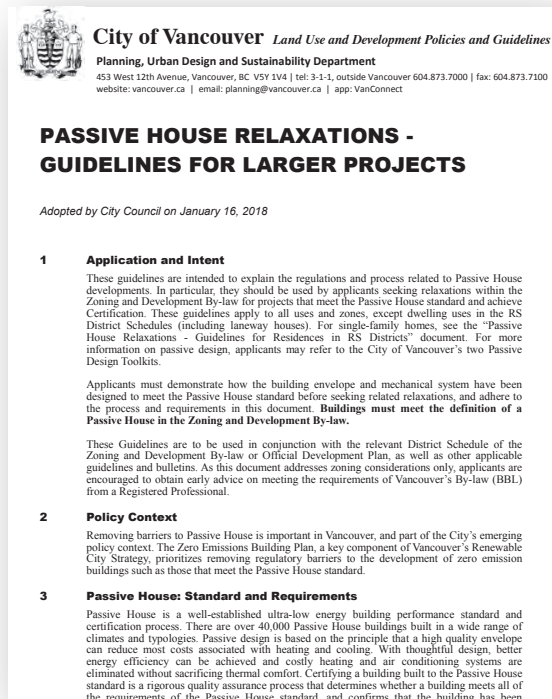 City of Vancouver Land Use and Development Policies and Guidelines
Planning, Urban Design and Sustainability Department
453 West 12th Avenue, Vancouver, BC V5Y 1V4 | tel: 3-1-1, outside Vancouver 604.873.7000 | fax: 604.873.7100
website: vancouver.ca | email: planning@vancouver.ca | app: VanConnect
PASSIVE HOUSE RELAXATIONS -
GUIDELINES FOR LARGER PROJECTS
Adopted by City Council on January 16, 2018
1 Application and Intent
These guidelines are intended to explain the regulations and process related to Passive House
developments. In particular, they should be used by applicants seeking relaxations within the
Zoning and Development By-law for projects that meet the Passive House standard and achieve
Certification. These guidelines apply to all uses and zones, except dwelling uses in the RS
District Schedules (including laneway houses). For single-family homes, see the “Passive
House Relaxations - Guidelines for Residences in RS Districts” document. For more
information on passive design, applicants may refer to the City of Vancouver’s two Passive
Design Toolkits.
Applicants must demonstrate how the building envelope and mechanical system have been
designed to meet the Passive House standard before seeking related relaxations, and adhere to
the process and requirements in this document. Buildings must meet the definition of a
Passive House in the Zoning and Development By-law.
These Guidelines are to be used in conjunction with the relevant District Schedule of the
Zoning and Development By-law or Official Development Plan, as well as other applicable
guidelines and bulletins. As this document addresses zoning considerations only, applicants are
encouraged to obtain early advice on meeting the requirements of Vancouver’s By-law (BBL)
from a Registered Professional.
2 Policy Context
Removing barriers to Passive House is important in Vancouver, and part of the City’s emerging
policy context. The Zero Emissions Building Plan, a key component of Vancouver’s Renewable
City Strategy, prioritizes removing regulatory barriers to the development of zero emission
buildings such as those that meet the Passive House standard.
3 Passive House: Standard and Requirements
Passive House is a well-established ultra-low energy building performance standard and
certification process. There are over 40,000 Passive House buildings built in a wide range of
climates and typologies. Passive design is based on the principle that a high quality envelope
can reduce most costs associated with heating and cooling. With thoughtful design, better
energy efficiency can be achieved and costly heating and air conditioning systems are
eliminated without sacrificing thermal comfort. Certifying a building built to the Passive House
standard is a rigorous quality assurance process that determines whether a building meets all of
the requirements of the Passive House standard, and confirms that the building has been